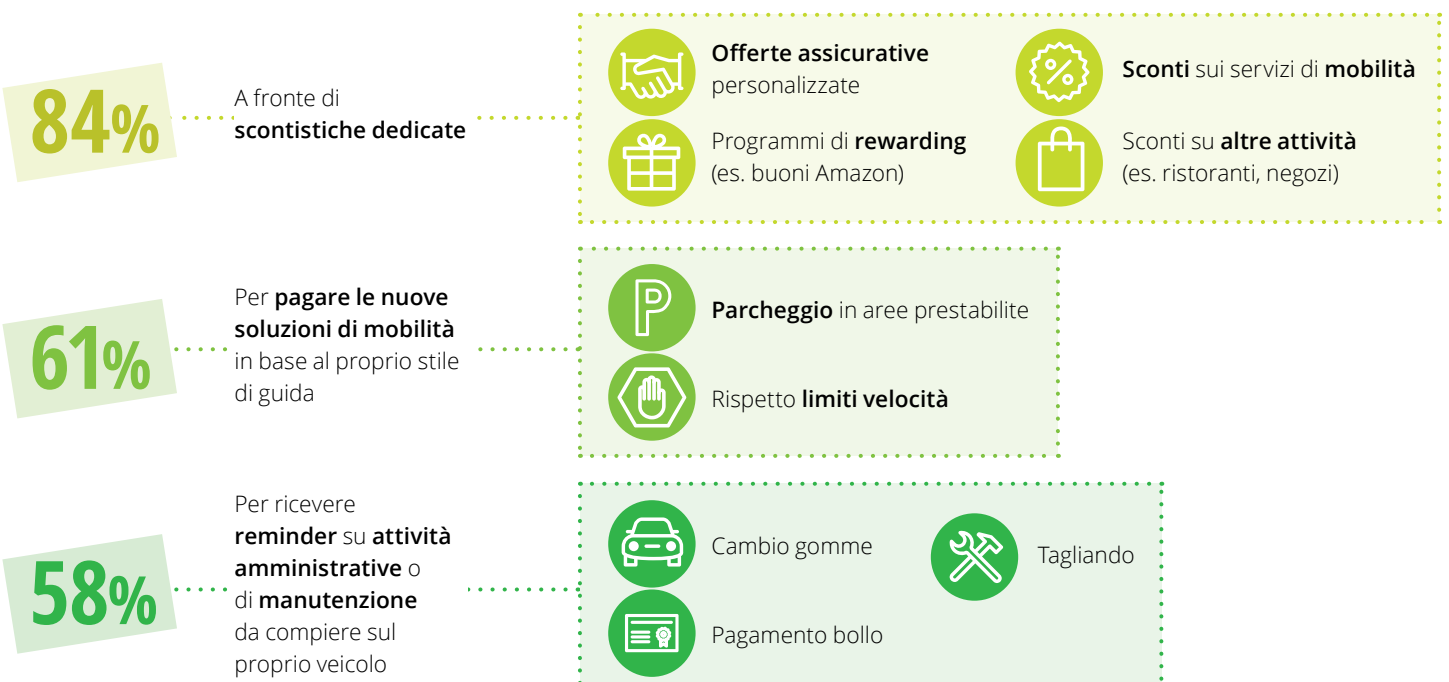 84%
A fronte di
scontistiche dedicate
Offerte assicurative
personalizzate
Sconti sui servizi di mobilità
Programmi di rewarding
(es. buoni Amazon)
Sconti su altre attività
(es. ristoranti, negozi)
61%
Per pagare le nuove
soluzioni di mobilità
in base al proprio stile
di guida
P
Parcheggio in aree prestabilite
Rispetto limiti velocità
58%
Per ricevere
reminder su attività
amministrative o
di manutenzione
da compiere sul
proprio veicolo
Cambio gomme
Tagliando
Pagamento bollo